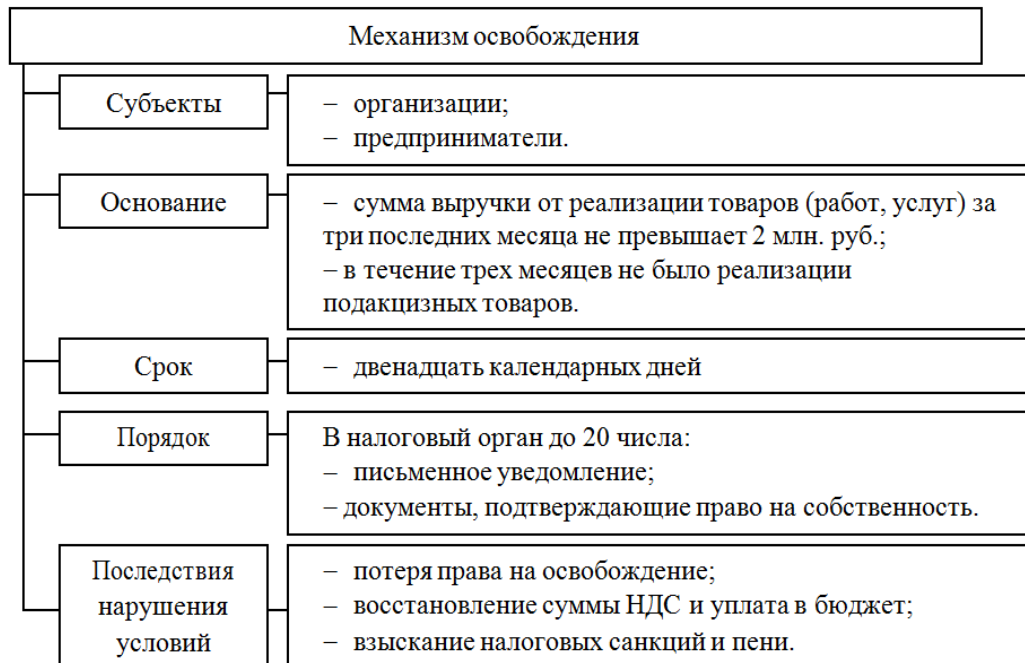 Механизм освобождения
Субъекты
– организации;
– предприниматели.
Основание
– сумма выручки от реализации товаров (работ, услуг) за
три последних месяца не превышает 2 млн. руб.;
– в течение трех месяцев не было реализации
подакцизных товаров.
Срок
– двенадцать календарных дней
Порядок
В налоговый орган до 20 числа:
– письменное уведомление;
– документы, подтверждающие право на собственность.
Последствия
нарушения
условий
– потеря права на освобождение;
– восстановление суммы НДС и уплата в бюджет;
– взыскание налоговых санкций и пени.